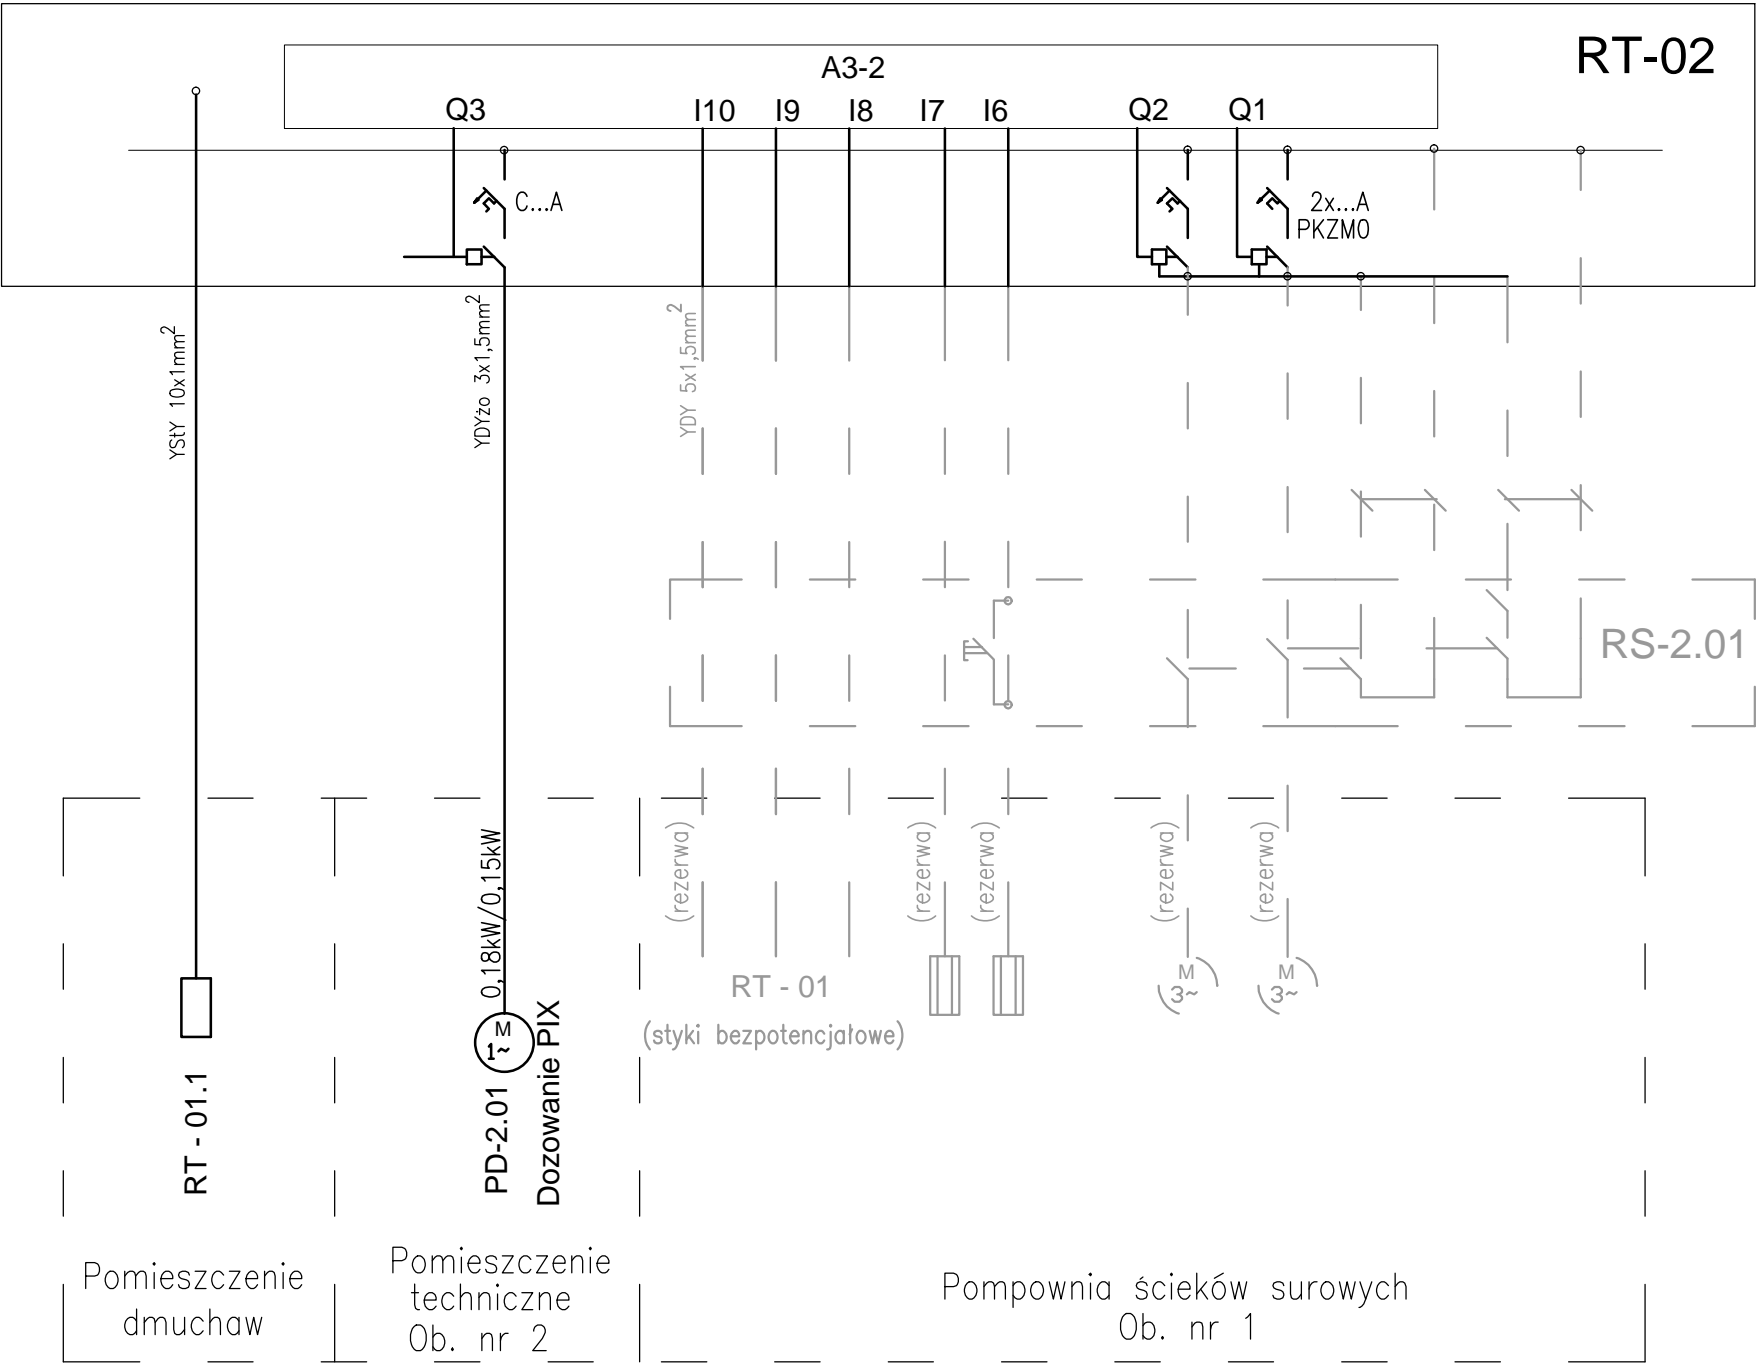 RT-02
A3-2
Q3
I10
I9
I8
I7
I6
Q2
Q1
C...A
2x...A
PKZM0
YStY 10x1mm²
YDYżo 3x1,5mm²
YDY 5x1,5mm²
RS-2.01
0,18kW/0,15kW
(rezerwa)
(rezerwa)
(rezerwa)
(rezerwa)
(rezerwa)
RT - 01
(styki bezpotencjałowe)
M
3~
M
3~
M
1~
RT - 01.1
PD-2.01
Dozowanie PIX
Pomieszczenie
dmuchaw
Pomieszczenie
techniczne
Ob. nr 2
Pompownia ścieków surowych
Ob. nr 1